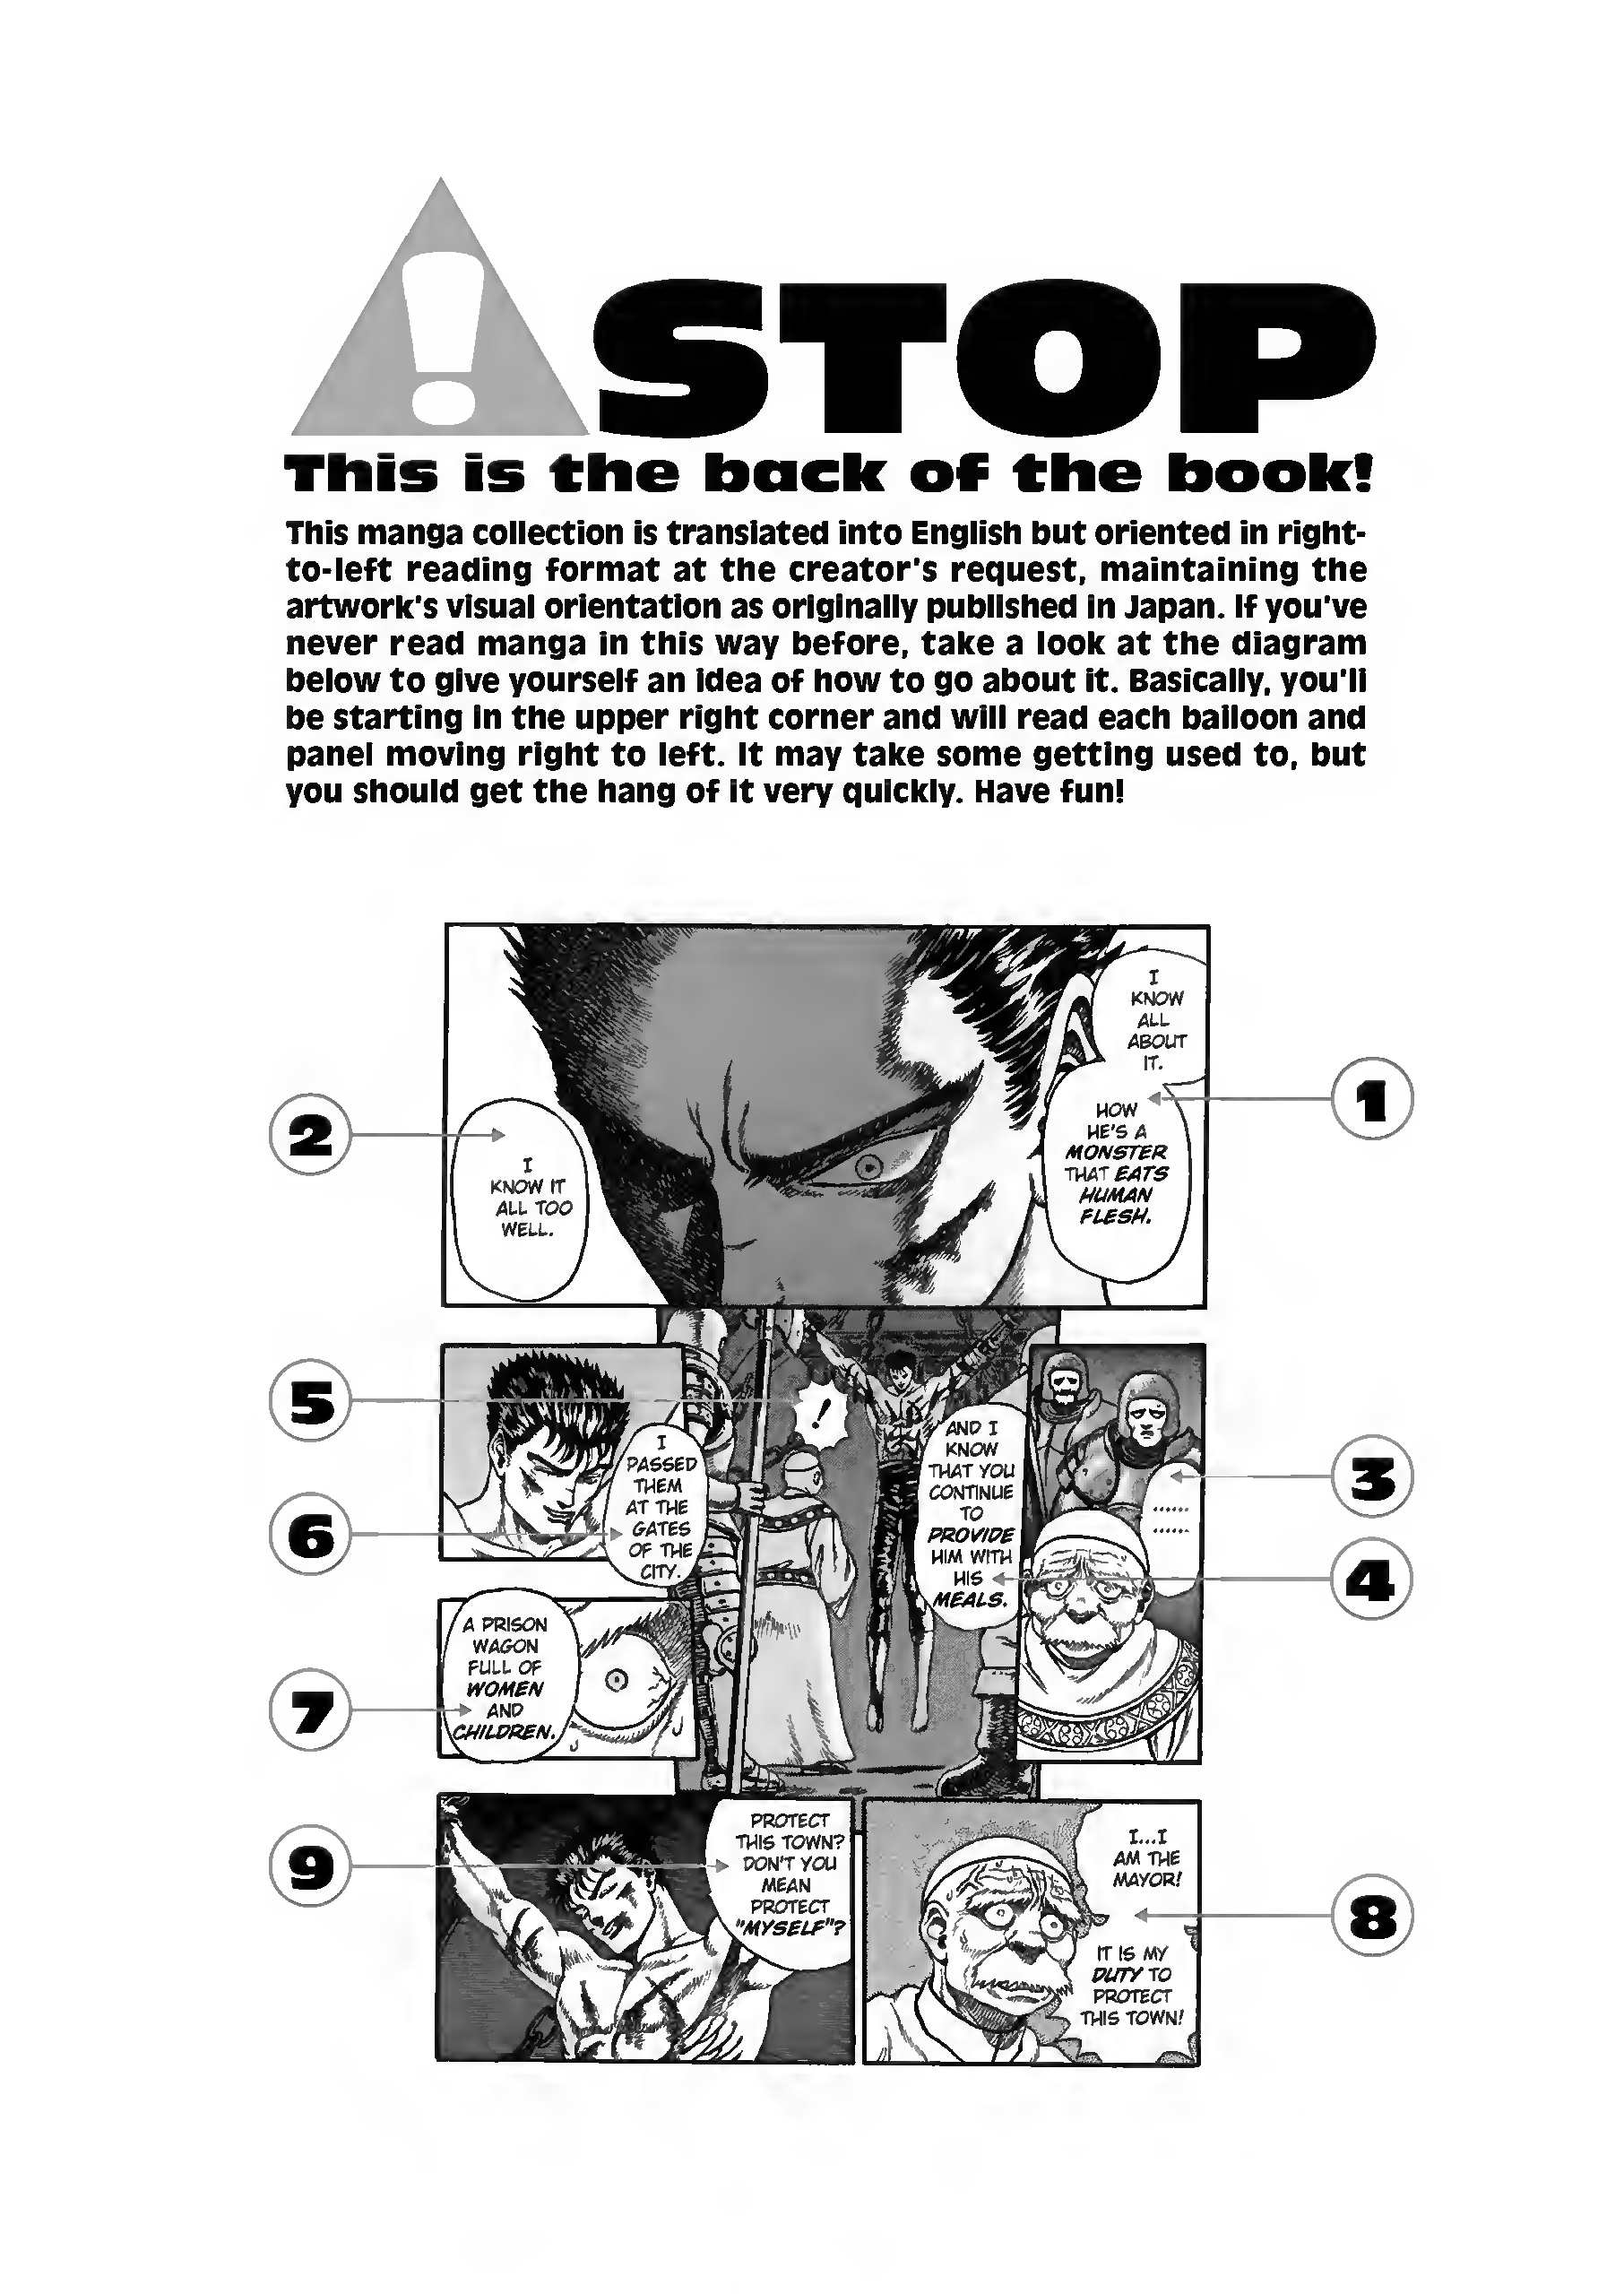 !
STOP
This is the back of the book!
This manga collection is translated into English but oriented in right-
to-left reading format at the creator's request, maintaining the
artwork's visual orientation as originally published in Japan. If you've
never read manga in this way before, take a look at the diagram
below to give yourself an idea of how to go about it. Basically, you'll
be starting in the upper right corner and will read each balloon and
panel moving right to left. It may take some getting used to, but
you should get the hang of it very quickly. Have fun!
1
I
KNOW
ALL
ABOUT
IT.
HOW
HE'S A
MONSTER
THAT EATS
HUMAN
FLESH.
2
I
KNOW IT
ALL TOO
WELL.
3
......
......
4
AND I
KNOW
THAT YOU
CONTINUE
TO
PROVIDE
HIM WITH
HIS
MEALS.
5
!
6
I
PASSED
THEM
AT THE
GATES
OF THE
CITY.
7
A PRISON
WAGON
FULL OF
WOMEN
AND
CHILDREN.
8
I...I
AM THE
MAYOR!
IT IS MY
DUTY TO
PROTECT
THIS TOWN!
9
PROTECT
THIS TOWN?
DON'T YOU
MEAN
PROTECT
"MYSELF"?